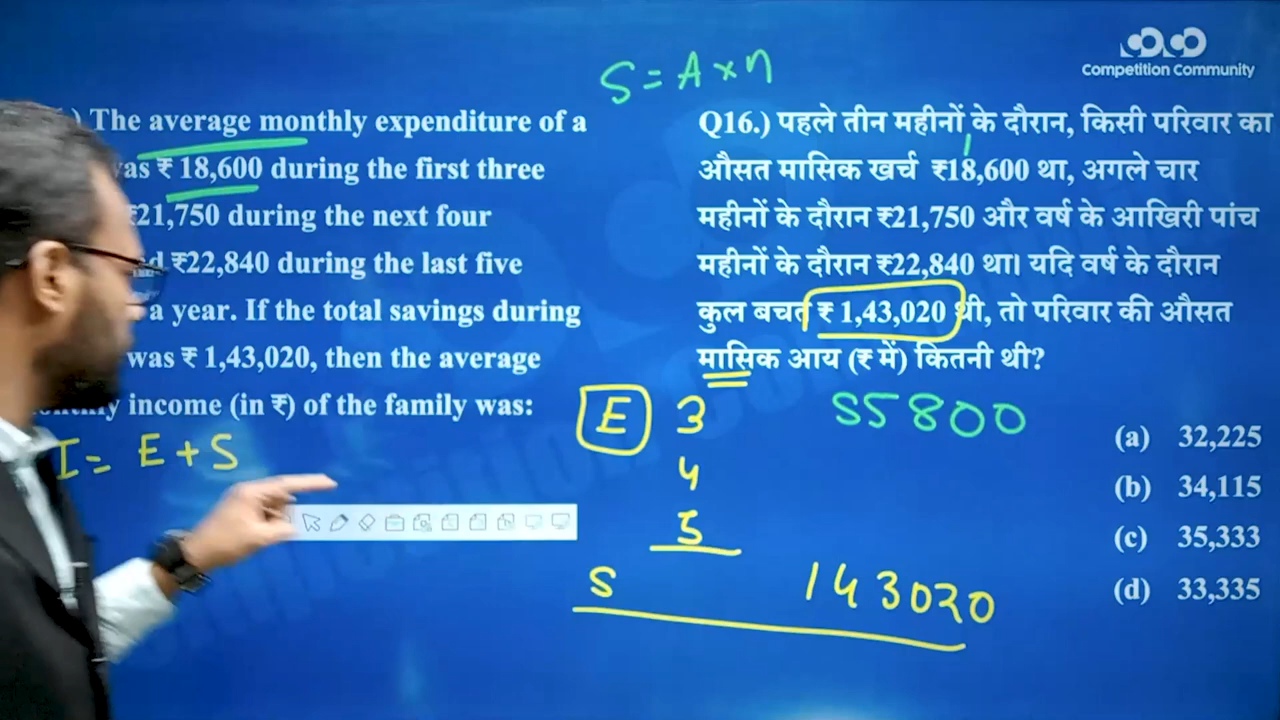 Competition Community
S = A × n
.) The average monthly expenditure of a
was ₹ 18,600 during the first three
₹21,750 during the next four
₹22,840 during the last five
a year. If the total savings during
was ₹ 1,43,020, then the average
income (in ₹) of the family was:
I = E + S
Q16.) पहले तीन महीनों के दौरान, किसी परिवार का
औसत मासिक खर्च ₹18,600 था, अगले चार
महीनों के दौरान ₹21,750 और वर्ष के आखिरी पांच
महीनों के दौरान ₹22,840 था। यदि वर्ष के दौरान
कुल बचत ₹ 1,43,020 थी, तो परिवार की औसत
मासिक आय (₹ में) कितनी थी?
E 3 55800
4
5
S 143020
(a) 32,225
(b) 34,115
(c) 35,333
(d) 33,335